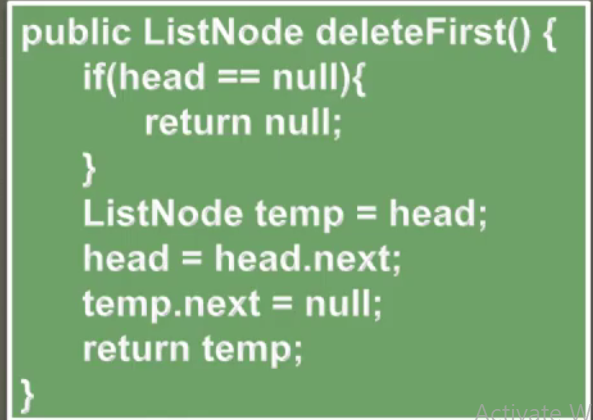 public ListNode deleteFirst() {
if(head == null){
return null;
}
ListNode temp = head;
head = head.next;
temp.next = null;
return temp;
}
Activate W